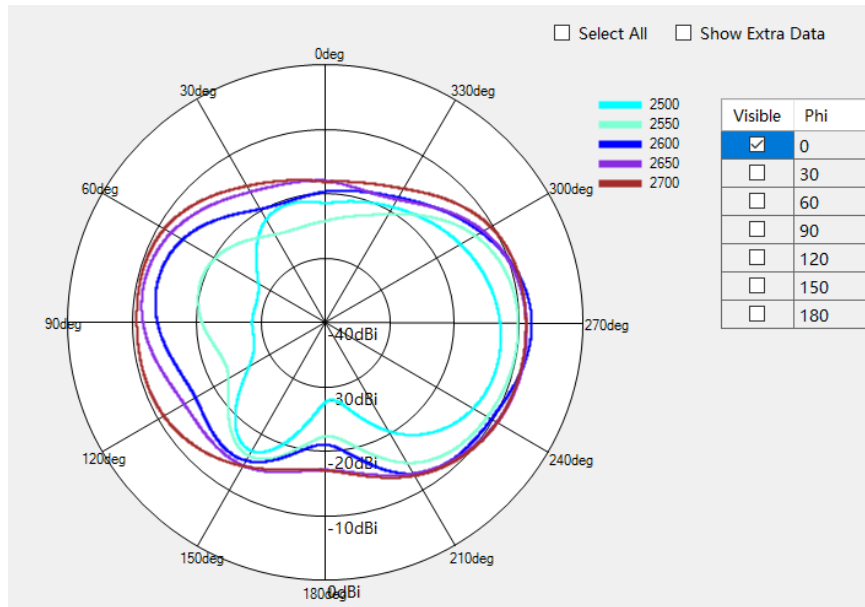 Select All
Show Extra Data
0deg
30deg
330deg
2500
2550
2600
2650
2700
Visible Phi
0
30
60
90
120
150
180
60deg
300deg
90deg
270deg
-40dBi
30dBi
120deg
240deg
-20dBi
-10dBi
150deg
210deg
180deg
0dBi